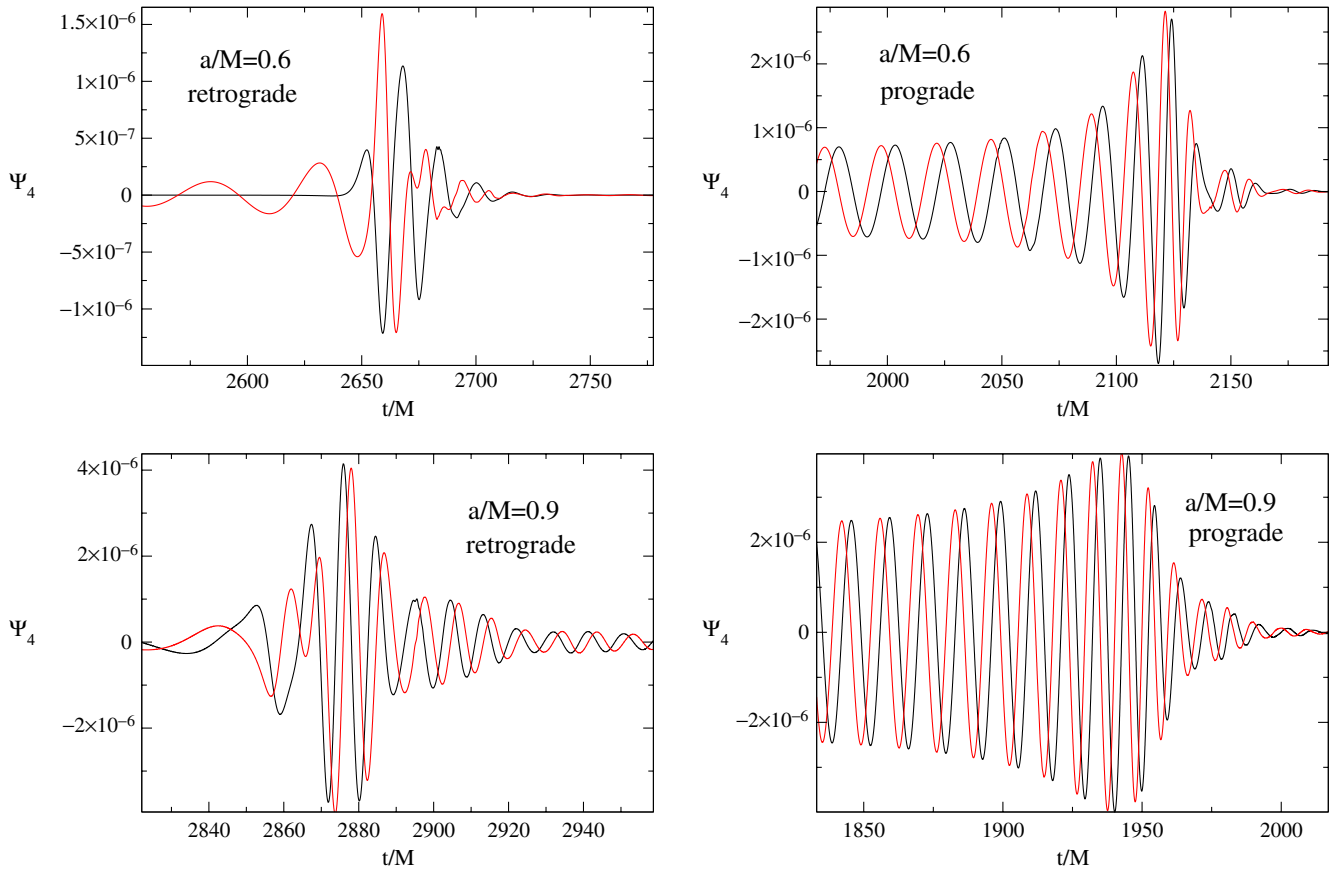 1.5×10⁻⁶
1×10⁻⁶
5×10⁻⁷
0
−5×10⁻⁷
−1×10⁻⁶
Ψ₄
a/M=0.6
retrograde
2600 2650 2700 2750
t/M
2×10⁻⁶
1×10⁻⁶
0
−1×10⁻⁶
−2×10⁻⁶
Ψ₄
a/M=0.6
prograde
2000 2050 2100 2150
t/M
4×10⁻⁶
2×10⁻⁶
0
−2×10⁻⁶
Ψ₄
a/M=0.9
retrograde
2840 2860 2880 2900 2920 2940
t/M
2×10⁻⁶
0
−2×10⁻⁶
Ψ₄
a/M=0.9
prograde
1850 1900 1950 2000
t/M